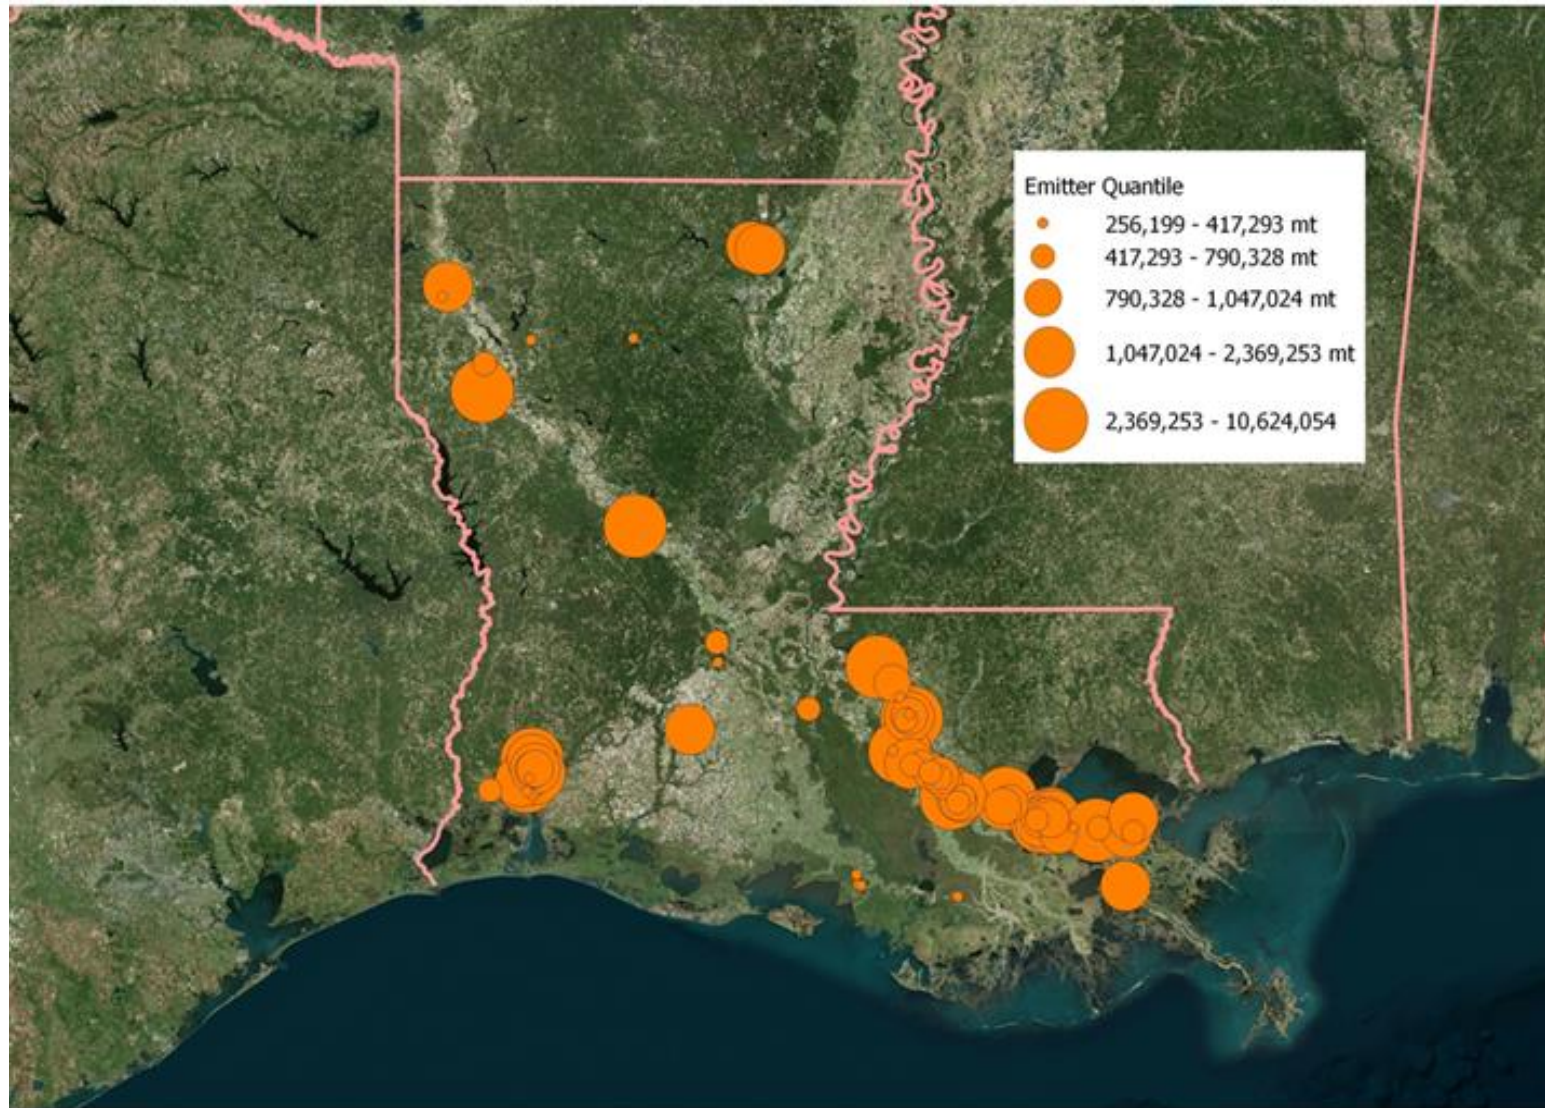 Emitter Quantile
256,199 - 417,293 mt
417,293 - 790,328 mt
790,328 - 1,047,024 mt
1,047,024 - 2,369,253 mt
2,369,253 - 10,624,054